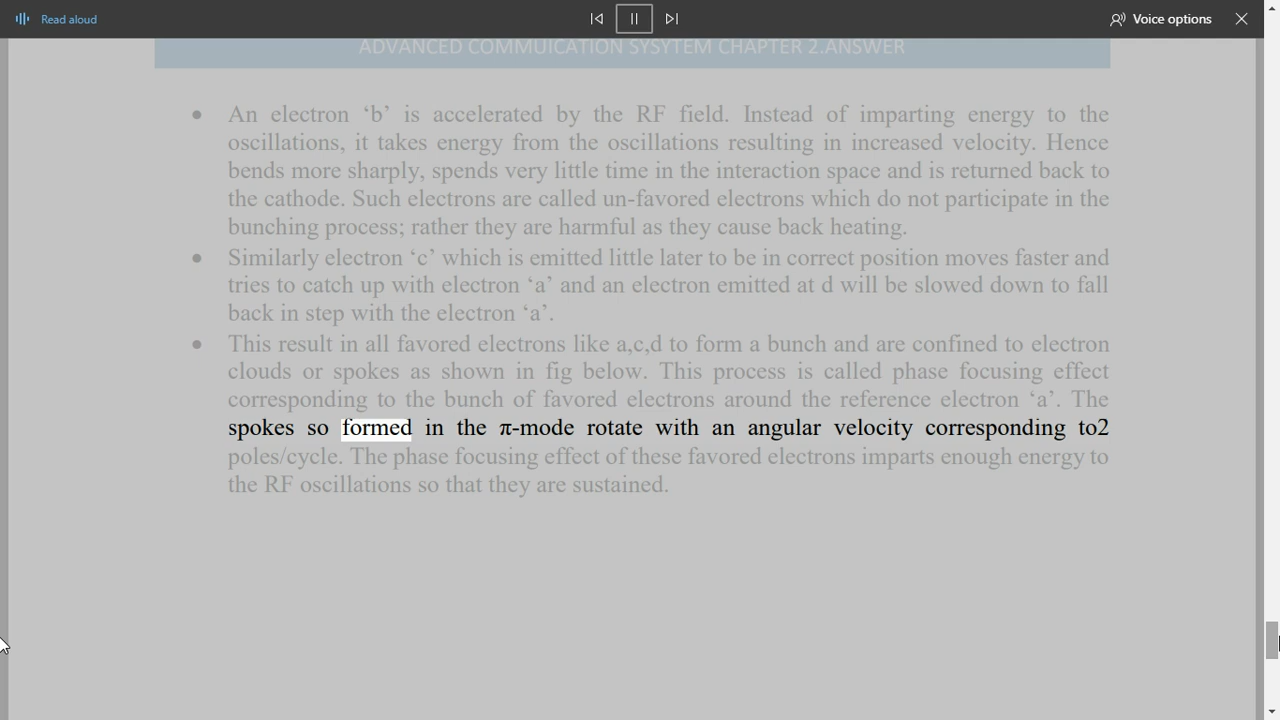 Read aloud
Voice options
ADVANCED COMMUICATION SYSYTEM CHAPTER 2.ANSWER
• An electron ‘b’ is accelerated by the RF field. Instead of imparting energy to the
oscillations, it takes energy from the oscillations resulting in increased velocity. Hence
bends more sharply, spends very little time in the interaction space and is returned back to
the cathode. Such electrons are called un-favored electrons which do not participate in the
bunching process; rather they are harmful as they cause back heating.
• Similarly electron ‘c’ which is emitted little later to be in correct position moves faster and
tries to catch up with electron ‘a’ and an electron emitted at d will be slowed down to fall
back in step with the electron ‘a’.
• This result in all favored electrons like a,c,d to form a bunch and are confined to electron
clouds or spokes as shown in fig below. This process is called phase focusing effect
corresponding to the bunch of favored electrons around the reference electron ‘a’. The
spokes so formed in the π-mode rotate with an angular velocity corresponding to2
poles/cycle. The phase focusing effect of these favored electrons imparts enough energy to
the RF oscillations so that they are sustained.